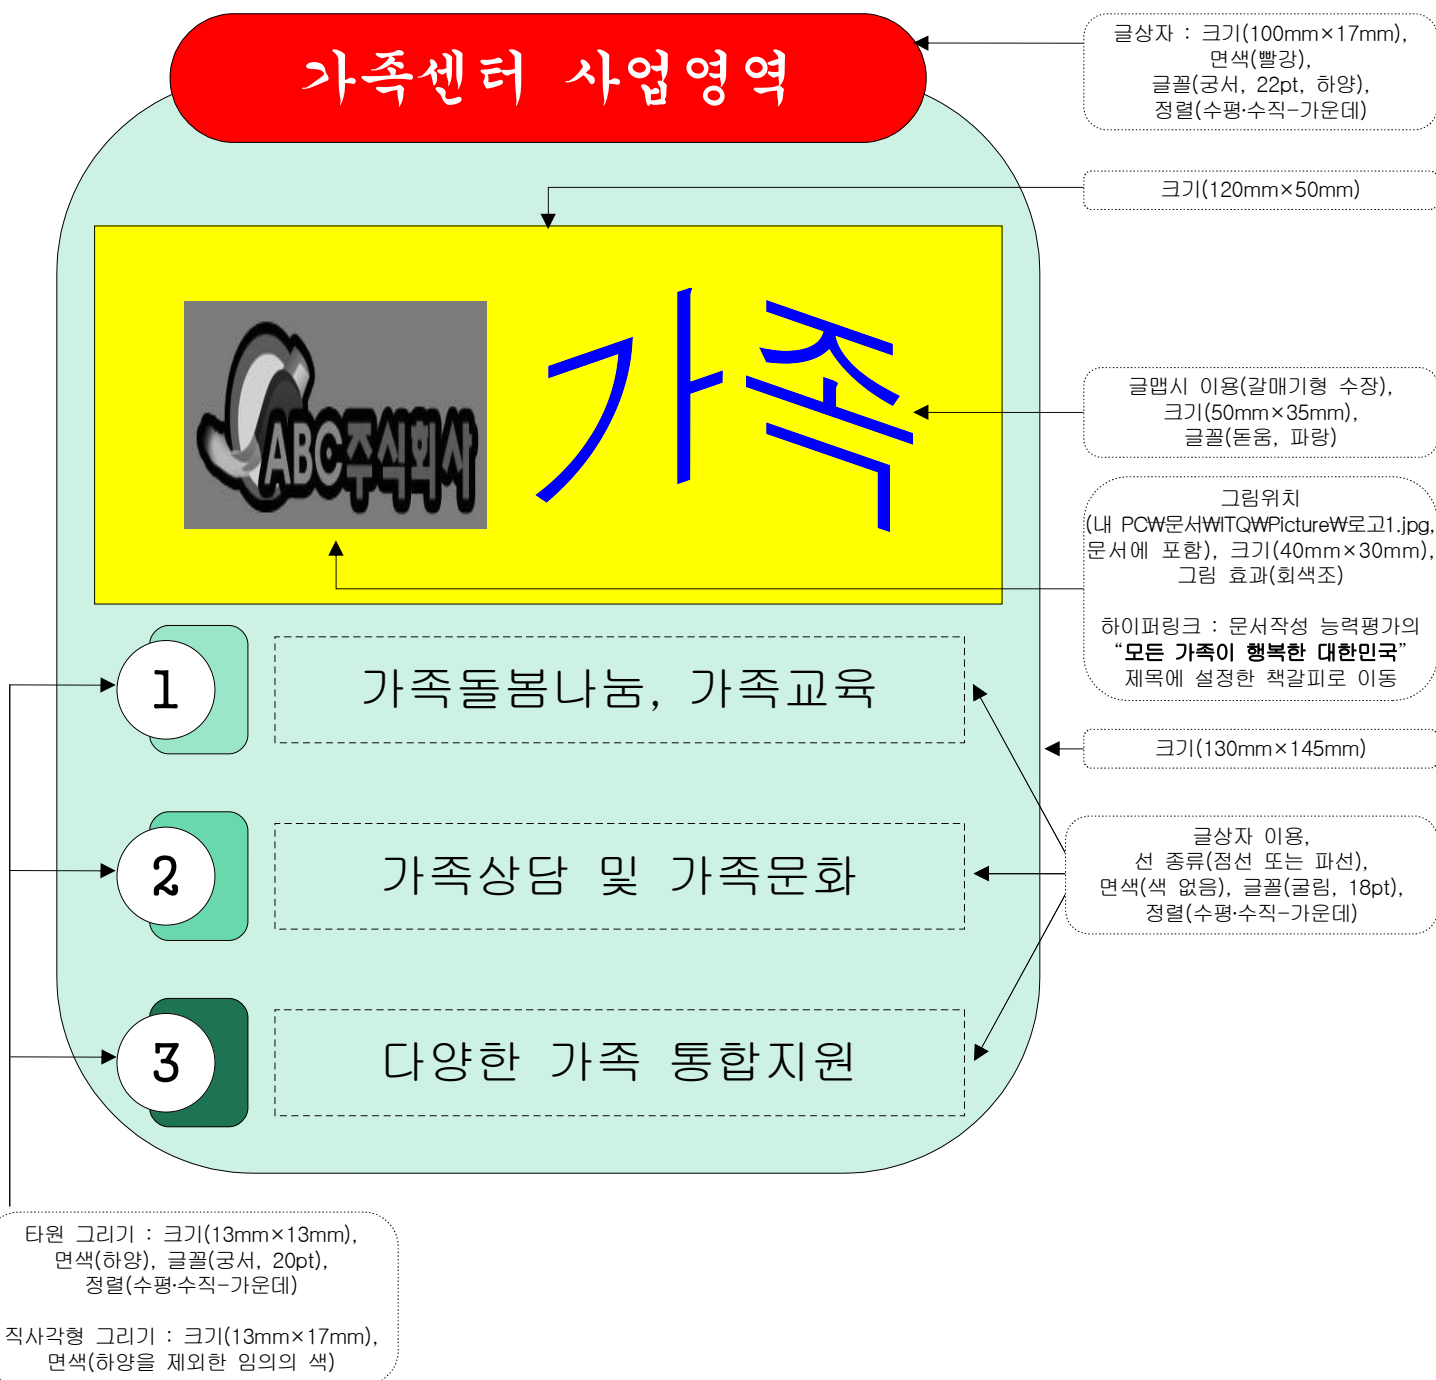 가족센터 사업영역
글상자 : 크기(100mm×17mm),
면색(빨강),
글꼴(궁서, 22pt, 하양),
정렬(수평·수직-가운데)
크기(120mm×50mm)
ABC주식회사
가족
글맵시 이용(갈매기형 수장),
크기(50mm×35mm),
글꼴(돋움, 파랑)
그림위치
(내 PC₩문서₩ITQ₩Picture₩로고1.jpg,
문서에 포함), 크기(40mm×30mm),
그림 효과(회색조)
하이퍼링크 : 문서작성 능력평가의
“모든 가족이 행복한 대한민국”
제목에 설정한 책갈피로 이동
1
가족돌봄나눔, 가족교육
크기(130mm×145mm)
2
가족상담 및 가족문화
글상자 이용,
선 종류(점선 또는 파선),
면색(색 없음), 글꼴(굴림, 18pt),
정렬(수평·수직-가운데)
3
다양한 가족 통합지원
타원 그리기 : 크기(13mm×13mm),
면색(하양), 글꼴(궁서, 20pt),
정렬(수평·수직-가운데)
직사각형 그리기 : 크기(13mm×17mm),
면색(하양을 제외한 임의의 색)